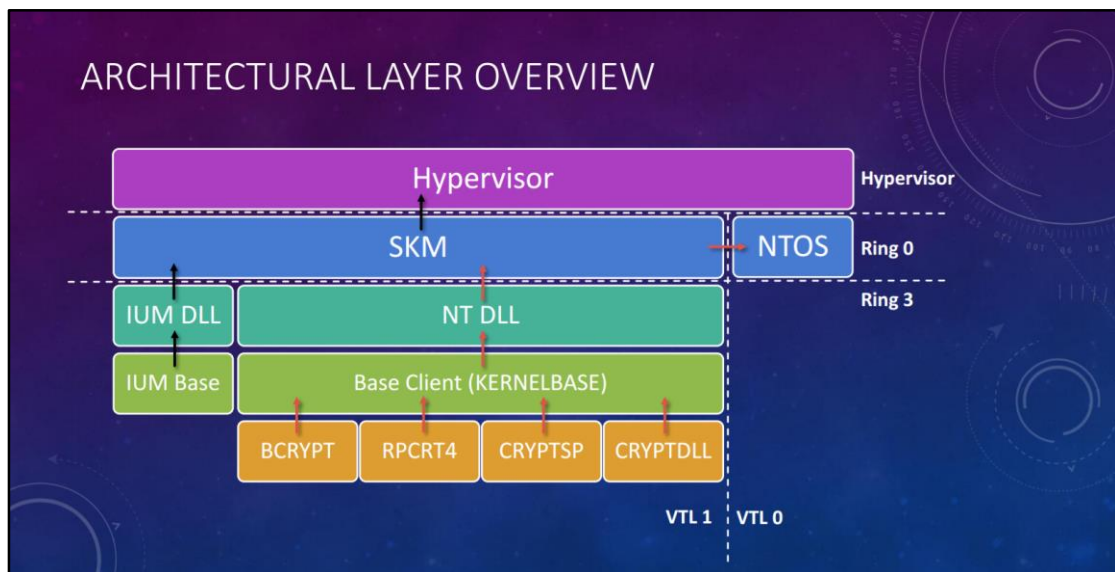 ARCHITECTURAL LAYER OVERVIEW
Hypervisor
Hypervisor
SKM
NTOS
Ring 0
Ring 3
IUM DLL
NT DLL
IUM Base
Base Client (KERNELBASE)
BCRYPT
RPCRT4
CRYPTSP
CRYPTDLL
VTL 1
VTL 0